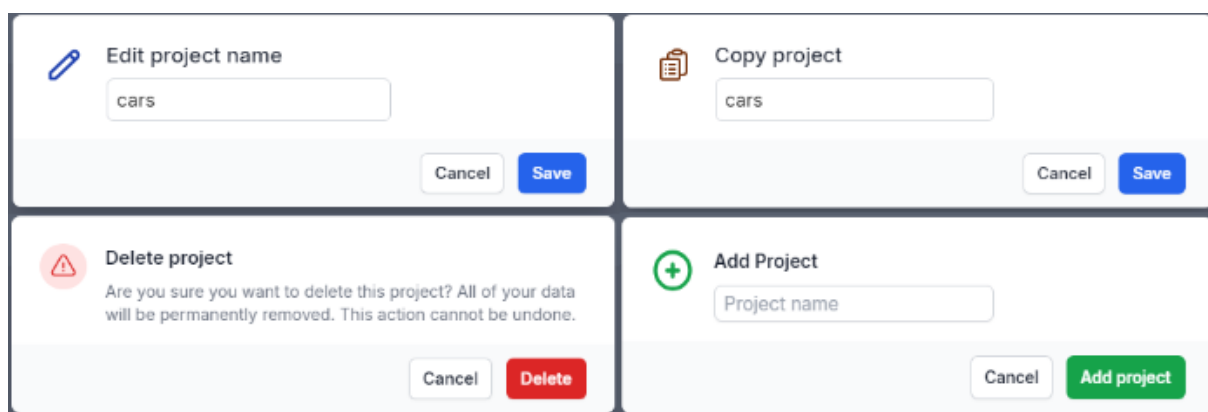 Edit project name
cars
Cancel
Save
Copy project
cars
Cancel
Save
Delete project
Are you sure you want to delete this project? All of your data
will be permanently removed. This action cannot be undone.
Cancel
Delete
Add Project
Project name
Cancel
Add project